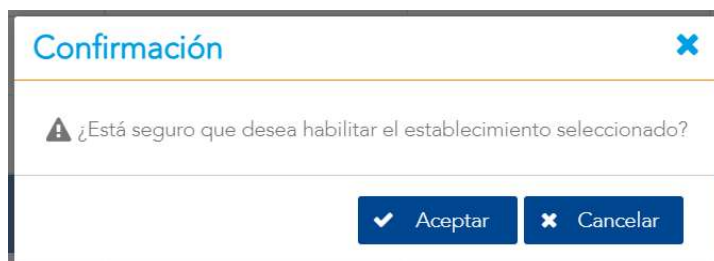 Confirmación
¿Está seguro que desea habilitar el establecimiento seleccionado?
Aceptar
Cancelar